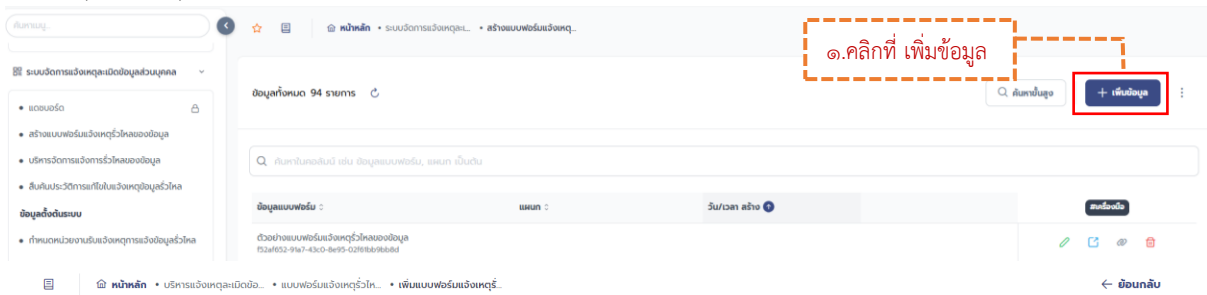 ค้นหาเมนู..
หน้าหลัก • ระบบจัดการแจ้งเหตุละเ... • สร้างแบบฟอร์มแจ้งเหตุ...
๑.คลิกที่ เพิ่มข้อมูล
ระบบจัดการแจ้งเหตุละเมิดข้อมูลส่วนบุคคล
• แดชบอร์ด
• สร้างแบบฟอร์มแจ้งเหตุรั่วไหลของข้อมูล
• บริหารจัดการแจ้งการรั่วไหลของข้อมูล
• สืบค้นประวัติการแก้ไขใบแจ้งเหตุข้อมูลรั่วไหล
ข้อมูลตั้งต้นระบบ
• กำหนดหน่วยงานรับแจ้งเหตุการแจ้งข้อมูลรั่วไหล
ข้อมูลทั้งหมด 94 รายการ
ค้นหาขั้นสูง
+ เพิ่มข้อมูล
ค้นหาในคอลัมน์ เช่น ข้อมูลแบบฟอร์ม, แผนก เป็นต้น
ข้อมูลแบบฟอร์ม แผนก วัน/เวลา สร้าง #เครื่องมือ
ตัวอย่างแบบฟอร์มแจ้งเหตุรั่วไหลของข้อมูล
f52af652-91a7-43c0-8e95-02f61bb9bb8d
หน้าหลัก • บริหารแจ้งเหตุละเมิดข้อ... • แบบฟอร์มแจ้งเหตุรั่วไห... • เพิ่มแบบฟอร์มแจ้งเหตุรั่...
← ย้อนกลับ